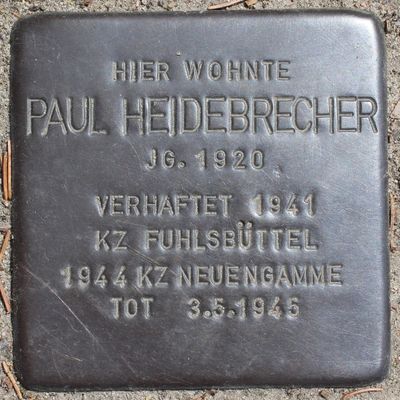 HIER WOHNTE
PAUL HEIDEBRECHER
JG. 1920
VERHAFTET 1941
KZ FUHLSBÜTTEL
1944 KZ NEUENGAMME
TOT 3.5.1945